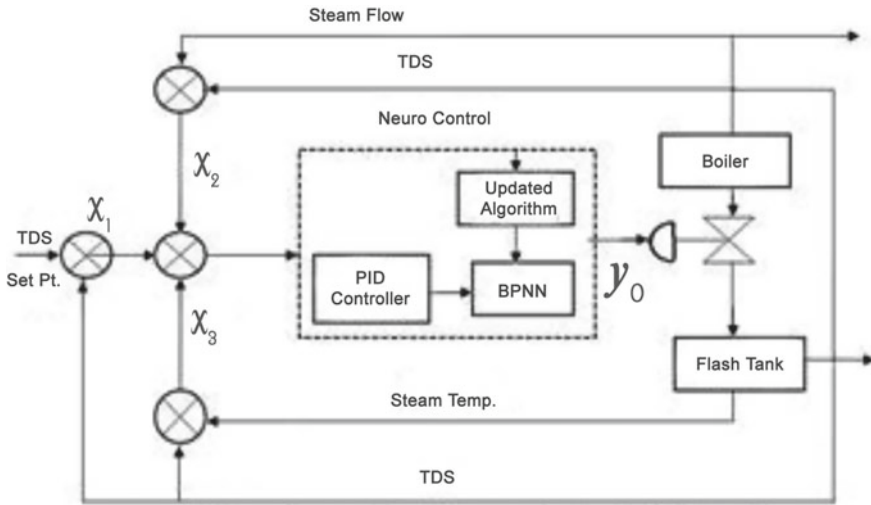 Steam Flow
TDS
Neuro Control
Boiler
Updated
Algorithm
χ₂
χ₁
TDS
Set Pt.
PID
Controller
BPNN
y₀
χ₃
Flash Tank
Steam Temp.
TDS